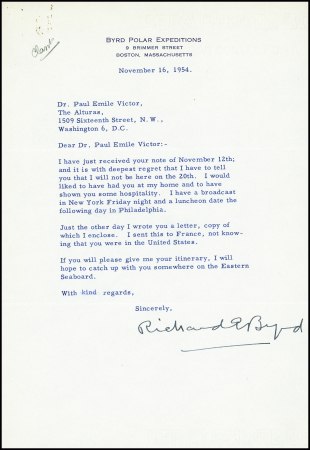 BYRD POLAR EXPEDITIONS
9 BRIMMER STREET
BOSTON, MASSACHUSETTS
November 16, 1954.
Dr. Paul Emile Victor,
The Alturas,
1509 Sixteenth Street, N.W.,
Washington 6, D.C.
Dear Dr. Paul Emile Victor:-
I have just received your note of November 12th;
and it is with deepest regret that I have to tell
you that I will not be here on the 20th. I would
liked to have had you at my home and to have
shown you some hospitality. I have a broadcast
in New York Friday night and a luncheon date the
following day in Philadelphia.
Just the other day I wrote you a letter, copy of
which I enclose. I sent this to France, not know-
ing that you were in the United States.
If you will please give me your itinerary, I will
hope to catch up with you somewhere on the Eastern
Seaboard.
With kind regards,
Sincerely,
Richard E Byrd